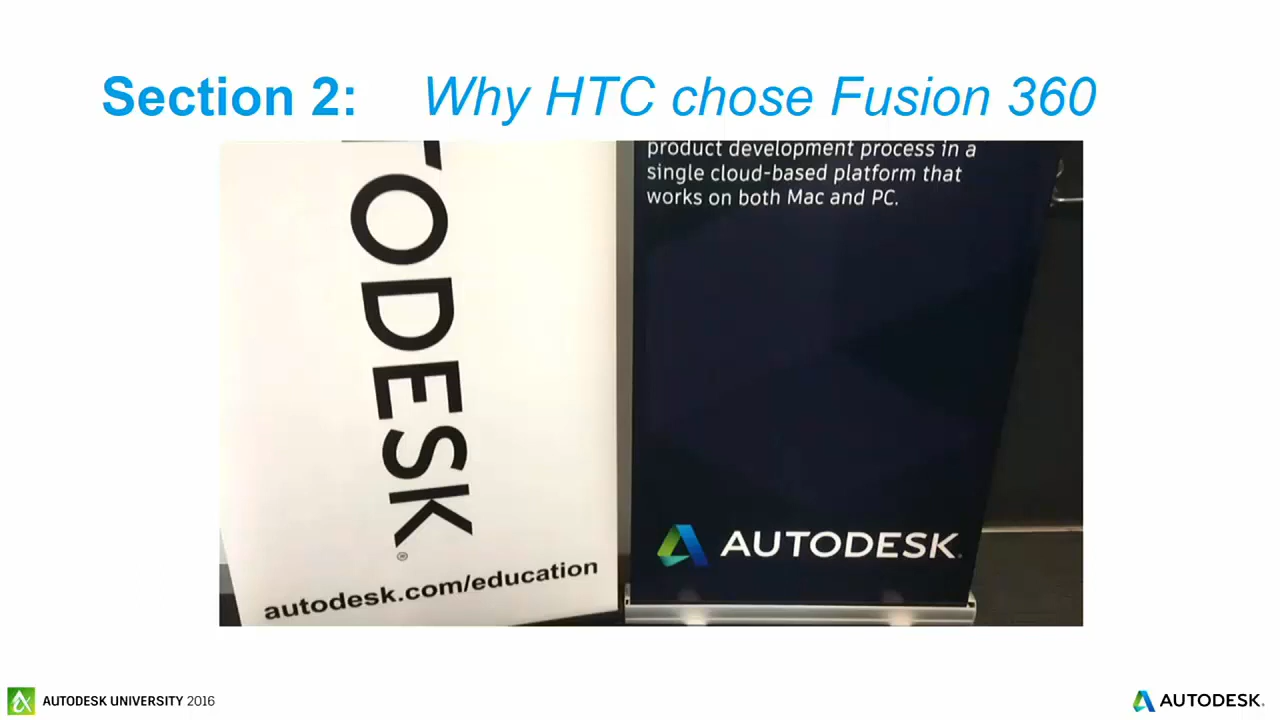 Section 2: Why HTC chose Fusion 360
TODESK®
autodesk.com/education
product development process in a
single cloud-based platform that
works on both Mac and PC.
AUTODESK.
AUTODESK UNIVERSITY 2016
AUTODESK.